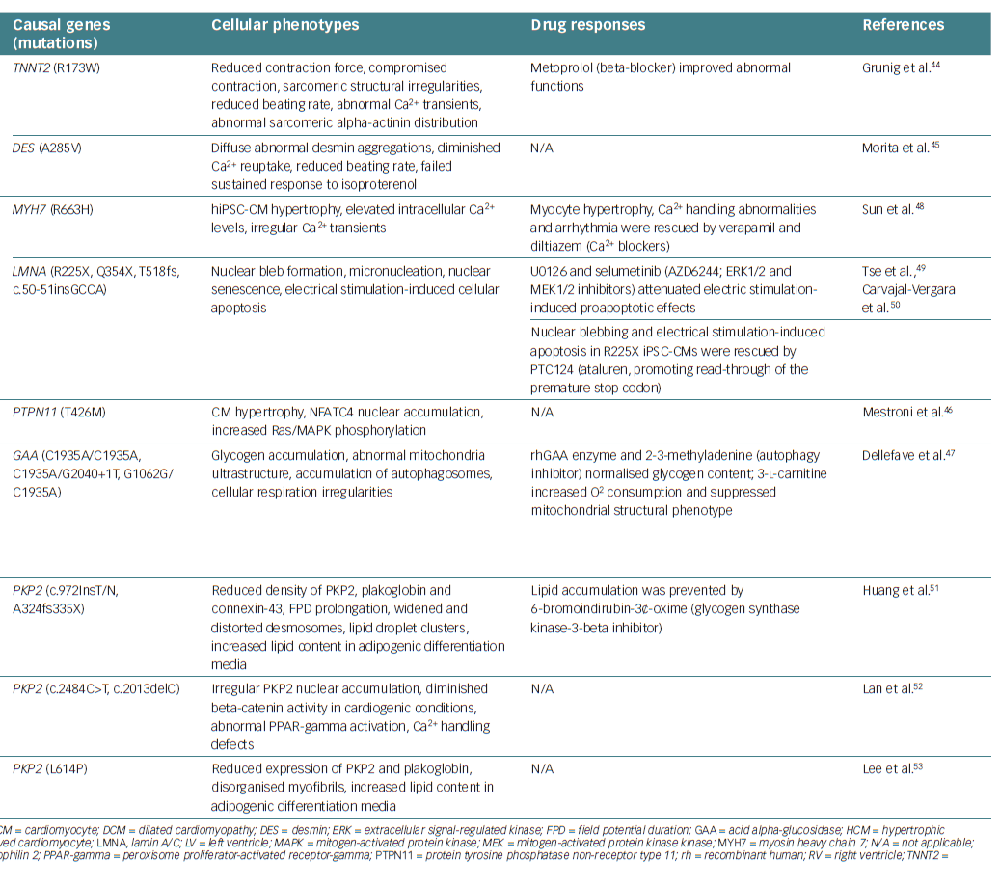 Causal genes (mutations)
Cellular phenotypes
Drug responses
References
TNNT2 (R173W)
Reduced contraction force, compromised
contraction, sarcomeric structural irregularities,
reduced beating rate, abnormal Ca2+ transients,
abnormal sarcomeric alpha-actinin distribution
Metoprolol (beta-blocker) improved abnormal
functions
Grunig et al.44
DES (A285V)
Diffuse abnormal desmin aggregations, diminished
Ca2+ reuptake, reduced beating rate, failed
sustained response to isoproterenol
N/A
Morita et al.45
MYH7 (R663H)
hiPSC-CM hypertrophy, elevated intracellular Ca2+
levels, irregular Ca2+ transients
Myocyte hypertrophy, Ca2+ handling abnormalities
and arrhythmia were rescued by verapamil and
diltiazem (Ca2+ blockers)
Sun et al.48
LMNA (R225X, Q354X, T518fs,
c.50-51insGCCA)
Nuclear bleb formation, micronucleation, nuclear
senescence, electrical stimulation-induced cellular
apoptosis
U0126 and selumetinib (AZD6244; ERK1/2 and
MEK1/2 inhibitors) attenuated electric stimulation-
induced proapoptotic effects
Tse et al.,49
Carvajal-Vergara
et al.50
Nuclear blebbing and electrical stimulation-induced
apoptosis in R225X iPSC-CMs were rescued by
PTC124 (ataluren, promoting read-through of the
premature stop codon)
PTPN11 (T426M)
CM hypertrophy, NFATC4 nuclear accumulation,
increased Ras/MAPK phosphorylation
N/A
Mestroni et al.46
GAA (C1935A/C1935A,
C1935A/G2040+1T, G1062G/
C1935A)
Glycogen accumulation, abnormal mitochondria
ultrastructure, accumulation of autophagosomes,
cellular respiration irregularities
rhGAA enzyme and 2-3-methyladenine (autophagy
inhibitor) normalised glycogen content; 3-L-carnitine
increased O2 consumption and suppressed
mitochondrial structural phenotype
Dellefave et al.47
PKP2 (c.972InsT/N,
A324fs335X)
Reduced density of PKP2, plakoglobin and
connexin-43, FPD prolongation, widened and
distorted desmosomes, lipid droplet clusters,
increased lipid content in adipogenic differentiation
media
Lipid accumulation was prevented by
6-bromoindirubin-3¢-oxime (glycogen synthase
kinase-3-beta inhibitor)
Huang et al.51
PKP2 (c.2484C>T, c.2013delC)
Irregular PKP2 nuclear accumulation, diminished
beta-catenin activity in cardiogenic conditions,
abnormal PPAR-gamma activation, Ca2+ handling
defects
N/A
Lan et al.52
PKP2 (L614P)
Reduced expression of PKP2 and plakoglobin,
disorganised myofibrils, increased lipid content in
adipogenic differentiation media
N/A
Lee et al.53
CM = cardiomyocyte; DCM = dilated cardiomyopathy; DES = desmin; ERK = extracellular signal-regulated kinase; FPD = field potential duration; GAA = acid alpha-glucosidase; HCM = hypertrophic
ved cardiomyocyte; LMNA, lamin A/C; LV = left ventricle; MAPK = mitogen-activated protein kinase; MEK = mitogen-activated protein kinase kinase; MYH7 = myosin heavy chain 7; N/A = not applicable;
ophilin 2; PPAR-gamma = peroxisome proliferator-activated receptor-gamma; PTPN11 = protein tyrosine phosphatase non-receptor type 11; rh = recombinant human; RV = right ventricle; TNNT2 =